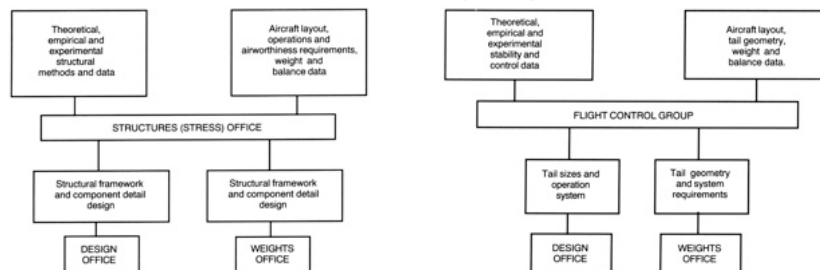 Theoretical,
empirical and
experimental
structural
methods and data
Aircraft layout,
operations and
airworthiness requirements,
weight and
balance data
STRUCTURES (STRESS) OFFICE
Structural framework
and component detail
design
Structural framework
and component detail
design
DESIGN
OFFICE
WEIGHTS
OFFICE
Theoretical,
empirical and
experimental
stability and
control data
Aircraft layout,
tail geometry,
weight and
balance data.
FLIGHT CONTROL GROUP
Tail sizes and
operation
system
Tail geometry
and system
requirements
DESIGN
OFFICE
WEIGHTS
OFFICE